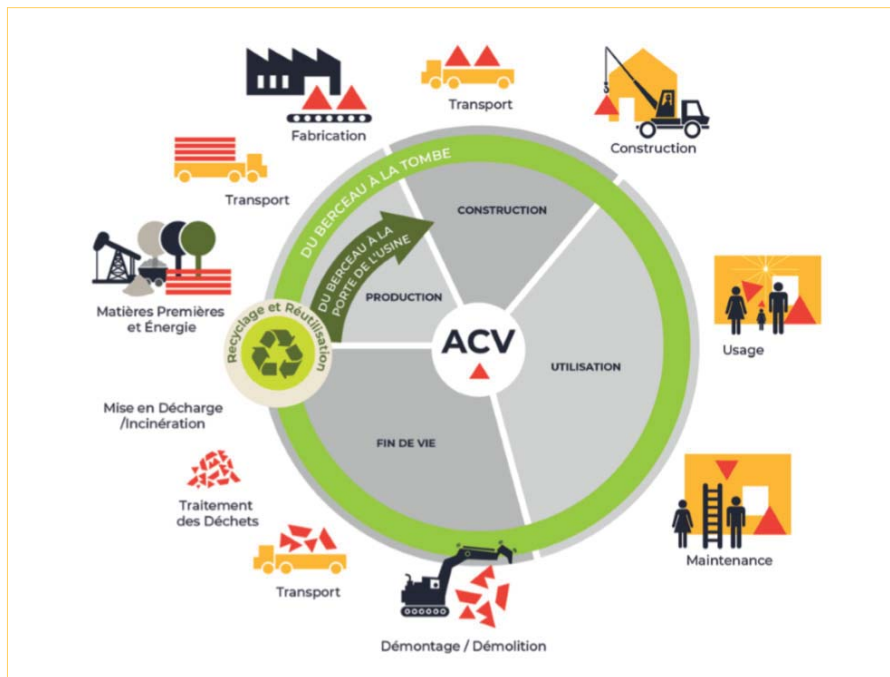 Fabrication
Transport
Construction
Transport
Matières Premières
et Énergie
DU BERCEAU À LA TOMBE
DU BERCEAU À LA
PORTE DE L'USINE
CONSTRUCTION
PRODUCTION
Recyclage et Réutilisation
ACV
UTILISATION
FIN DE VIE
Usage
Maintenance
Démontage / Démolition
Transport
Traitement
des Déchets
Mise en Décharge
/Incinération